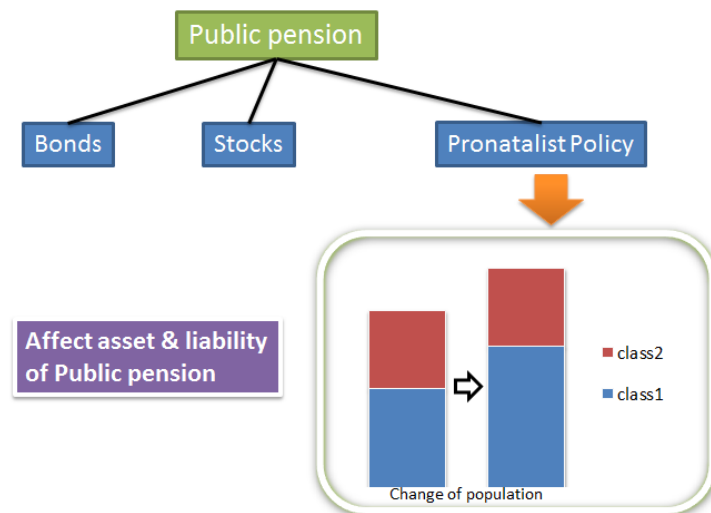 Public pension
Bonds
Stocks
Pronatalist Policy
Affect asset & liability
of Public pension
class2
class1
Change of population